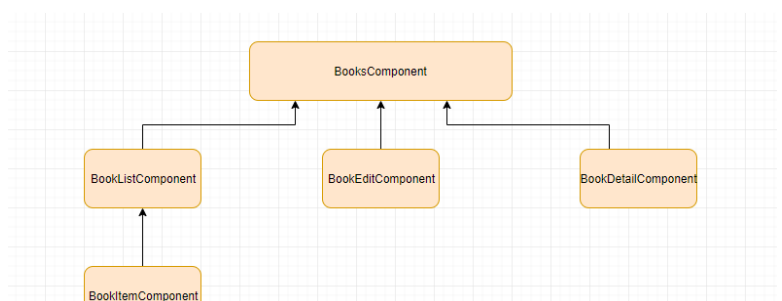 BooksComponent
BookListComponent
BookEditComponent
BookDetailComponent
BookItemComponent